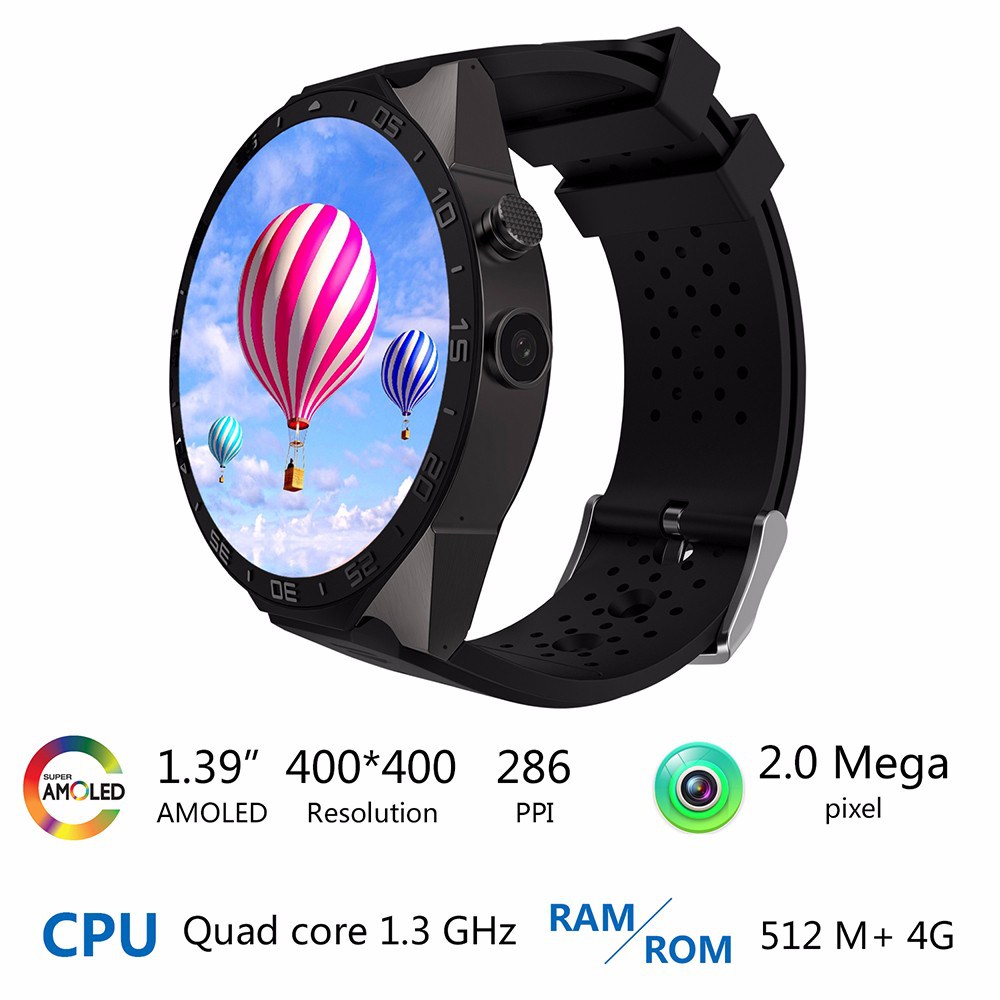 05
10
15
20
25
30
35
SUPER
AMOLED
1.39” 400*400 286
AMOLED Resolution PPI
2.0 Mega
pixel
CPU Quad core 1.3 GHz
RAM/
ROM
512 M+ 4G